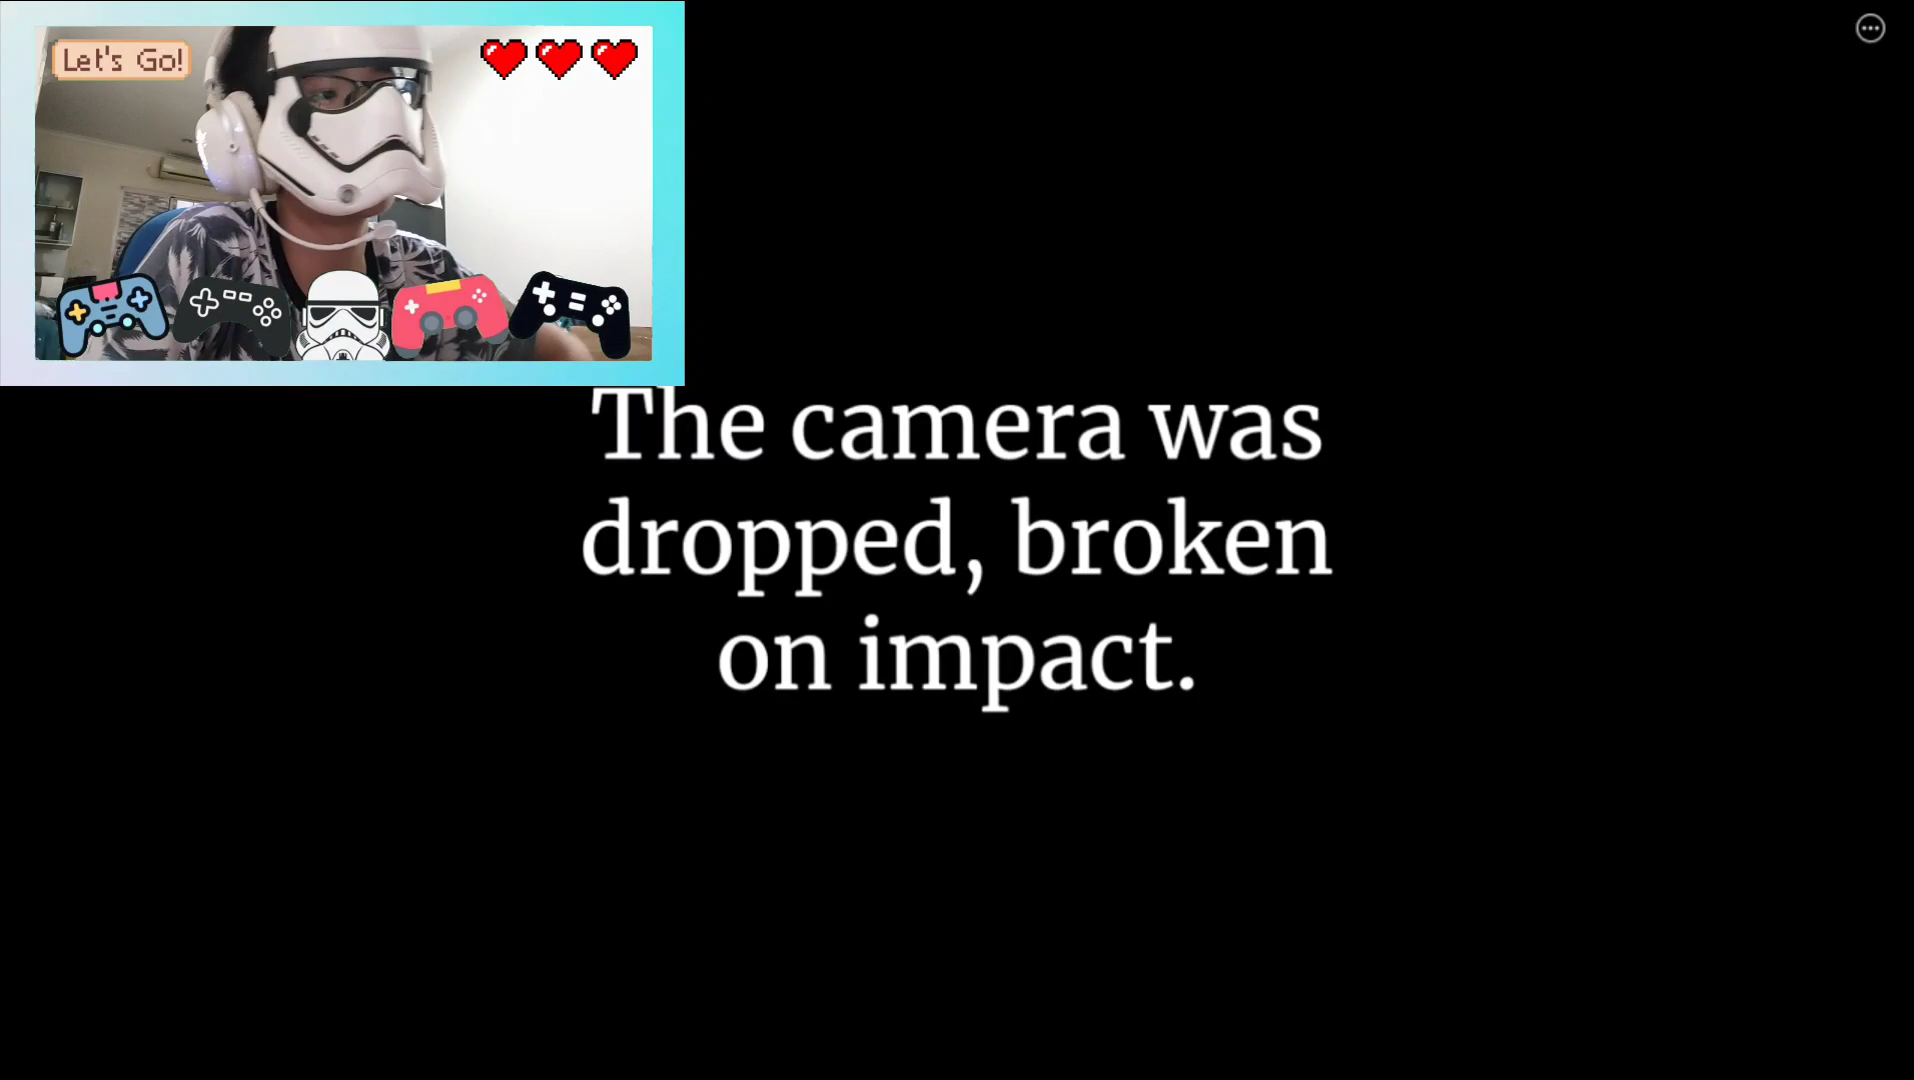 Let's Go!
The camera was
dropped, broken
on impact.